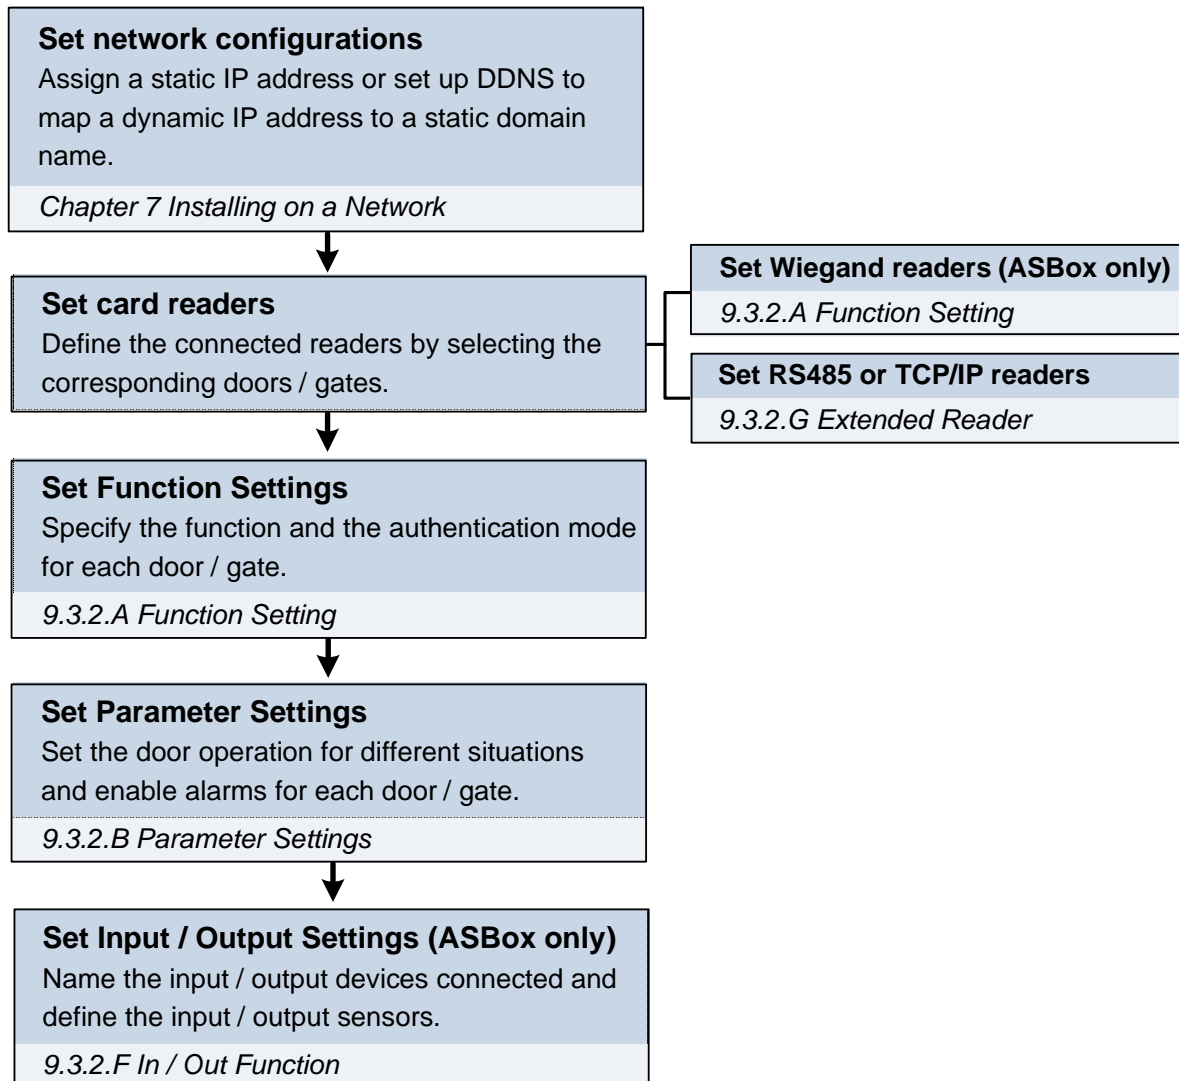 Set network configurations
Assign a static IP address or set up DDNS to
map a dynamic IP address to a static domain
name.
Chapter 7 Installing on a Network
Set card readers
Define the connected readers by selecting the
corresponding doors / gates.
Set Wiegand readers (ASBox only)
9.3.2.A Function Setting
Set RS485 or TCP/IP readers
9.3.2.G Extended Reader
Set Function Settings
Specify the function and the authentication mode
for each door / gate.
9.3.2.A Function Setting
Set Parameter Settings
Set the door operation for different situations
and enable alarms for each door / gate.
9.3.2.B Parameter Settings
Set Input / Output Settings (ASBox only)
Name the input / output devices connected and
define the input / output sensors.
9.3.2.F In / Out Function